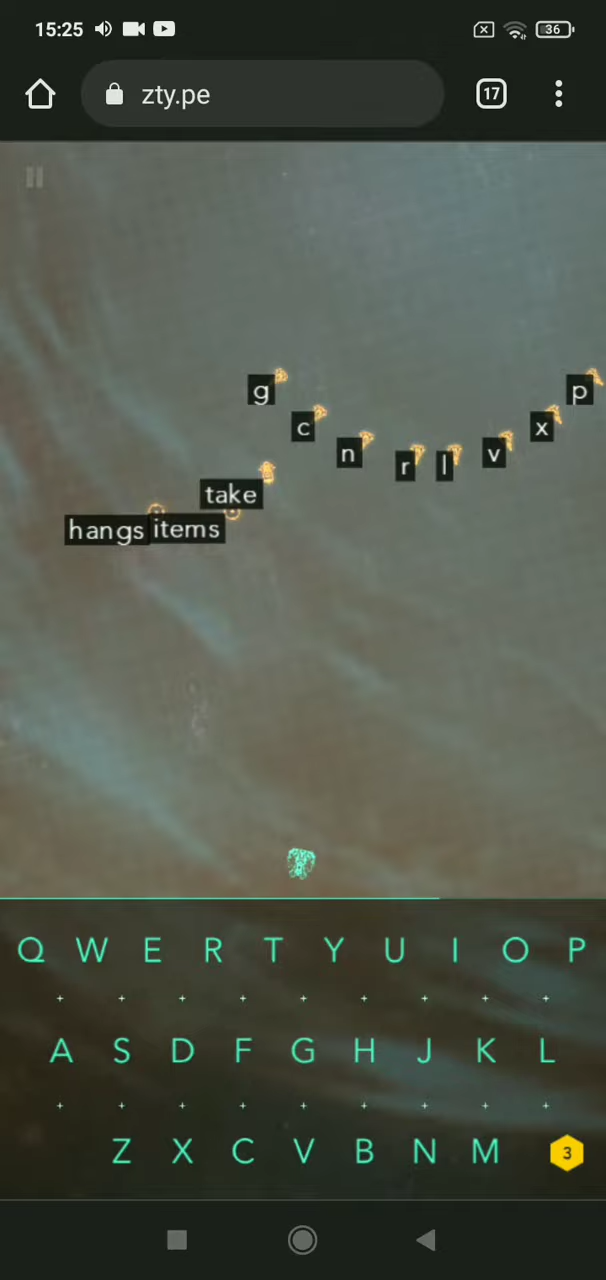 15:25
36
zty.pe
17
g
p
c
x
n
r
l
v
take
hangs
items
Q W E R T Y U I O P
A S D F G H J K L
Z X C V B N M
3